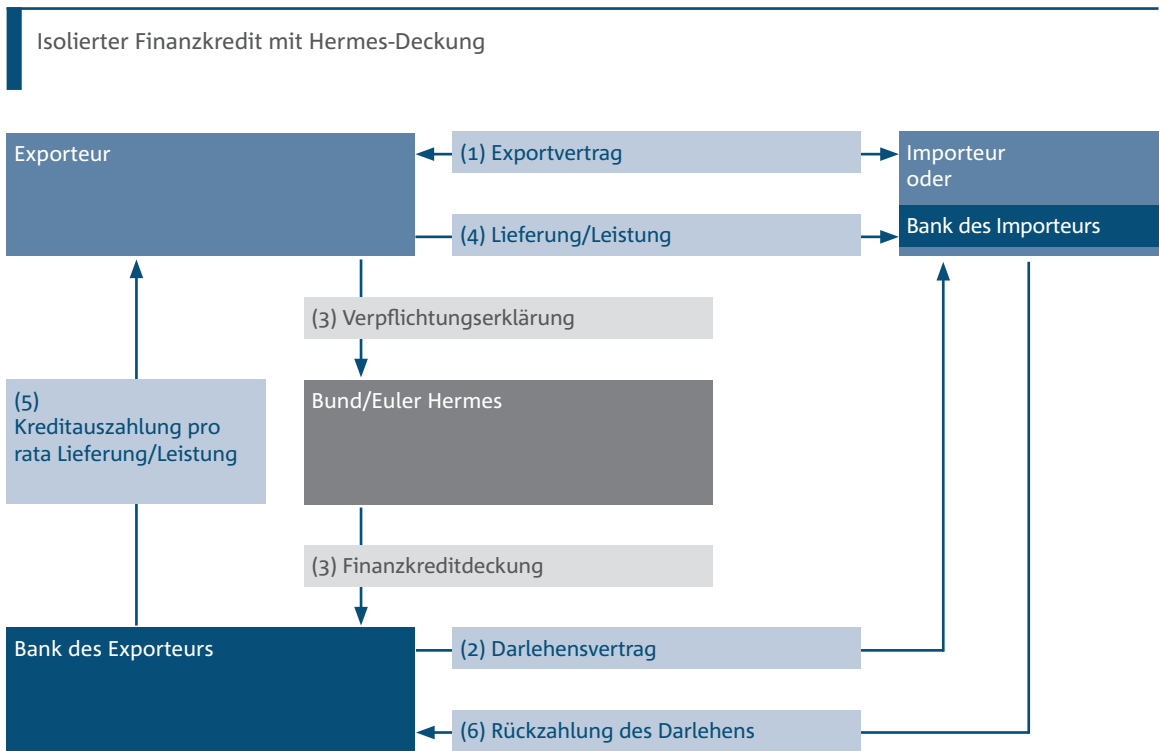 Isolierter Finanzkredit mit Hermes-Deckung
Exporteur
(1) Exportvertrag
Importeur
oder
Bank des Importeurs
(4) Lieferung/Leistung
(3) Verpflichtungserklärung
(5)
Kreditauszahlung pro
rata Lieferung/Leistung
Bund/Euler Hermes
(3) Finanzkreditdeckung
Bank des Exporteurs
(2) Darlehensvertrag
(6) Rückzahlung des Darlehens